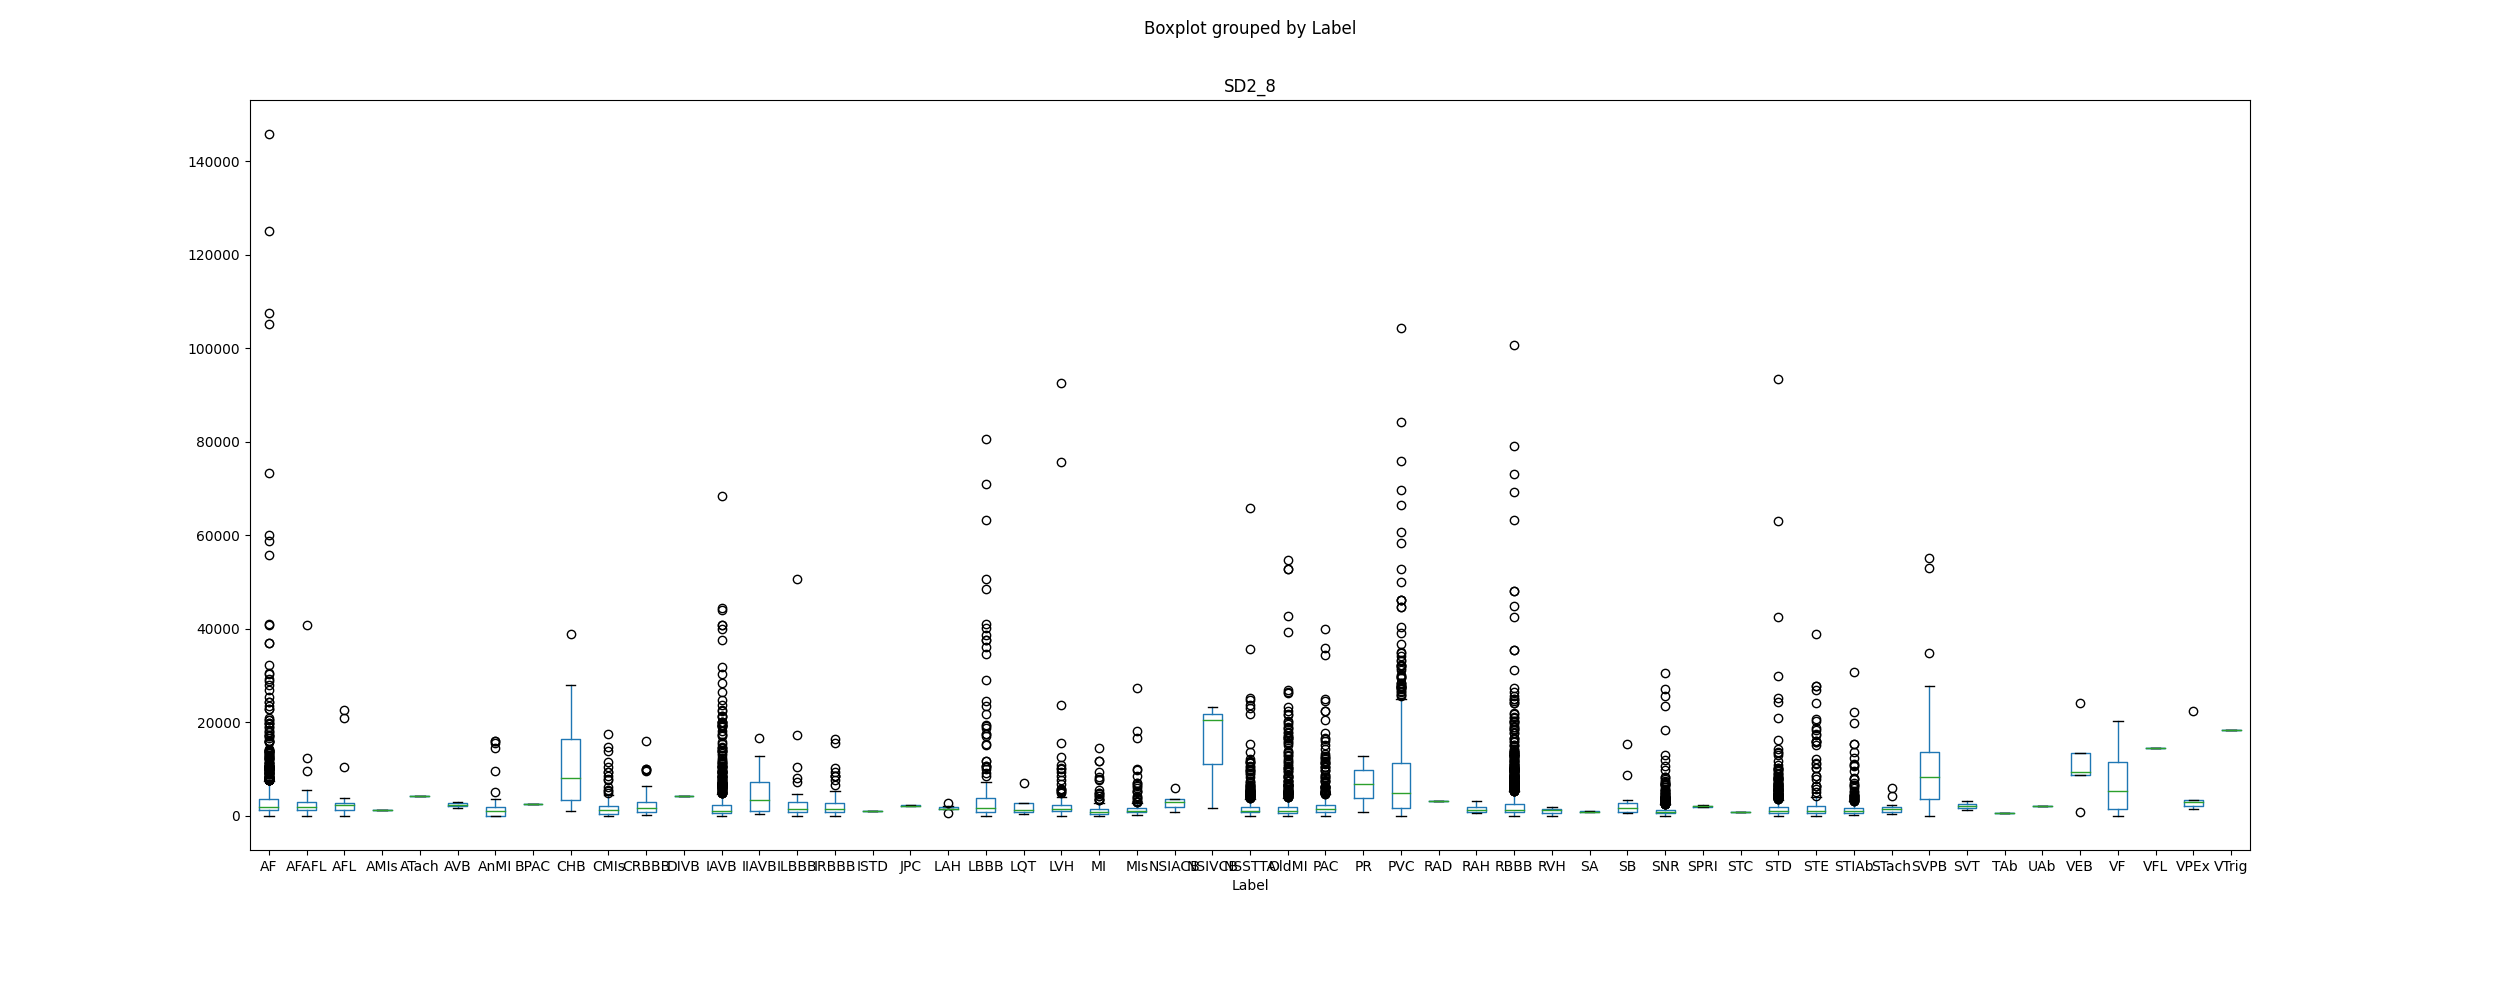 Boxplot grouped by Label
SD2_8
140000
120000
100000
80000
60000
40000
20000
0
AF AFAFL AFL AMIs ATach AVB AnMI BPAC CHB CMIs CRBBB DIVB IAVB IIAVB ILBBB IRBBB ISTD JPC LAH LBBB LQT LVH MI MIs NSIACB NSIVCB NSSTTA OldMI PAC PR PVC RAD RAH RBBB RVH SA SB SNR SPRI STC STD STE STIAb STach SVPB SVT TAb UAb VEB VF VFL VPEx VTrig
Label